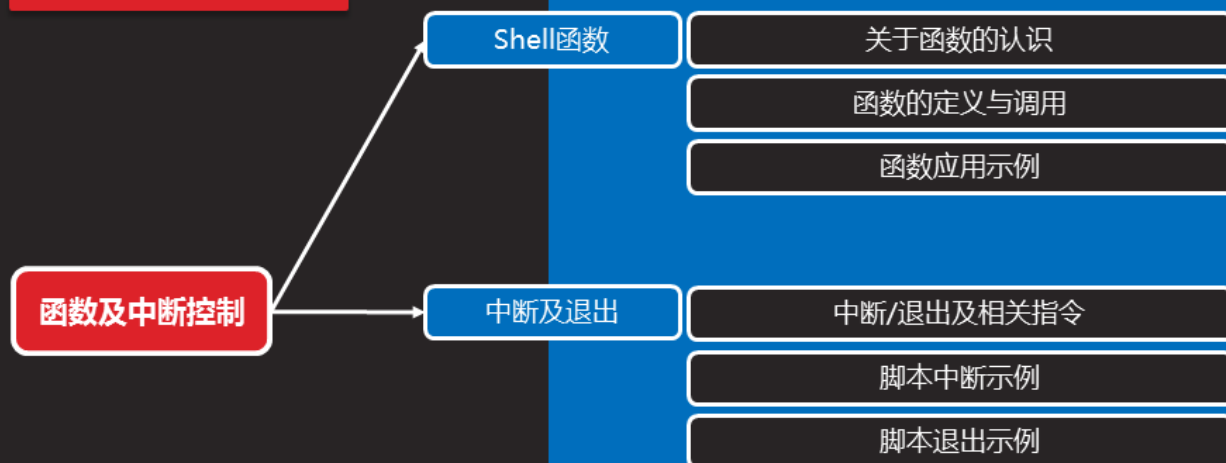 Shell函数
关于函数的认识
函数的定义与调用
函数应用示例
函数及中断控制
中断及退出
中断/退出及相关指令
脚本中断示例
脚本退出示例